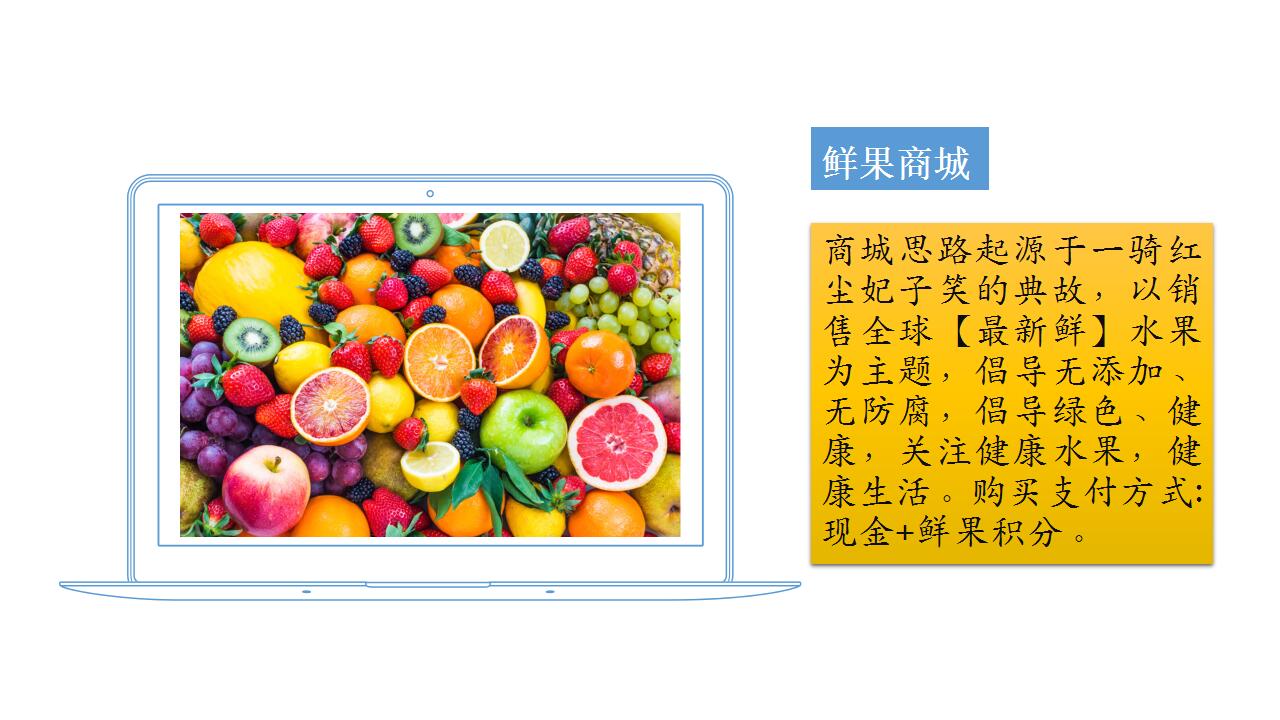 鲜果商城
商城思路起源于一骑红
尘妃子笑的典故，以销
售全球【最新鲜】水果
为主题，倡导无添加、
无防腐，倡导绿色、健
康，关注健康水果，健
康生活。购买支付方式：
现金+鲜果积分。